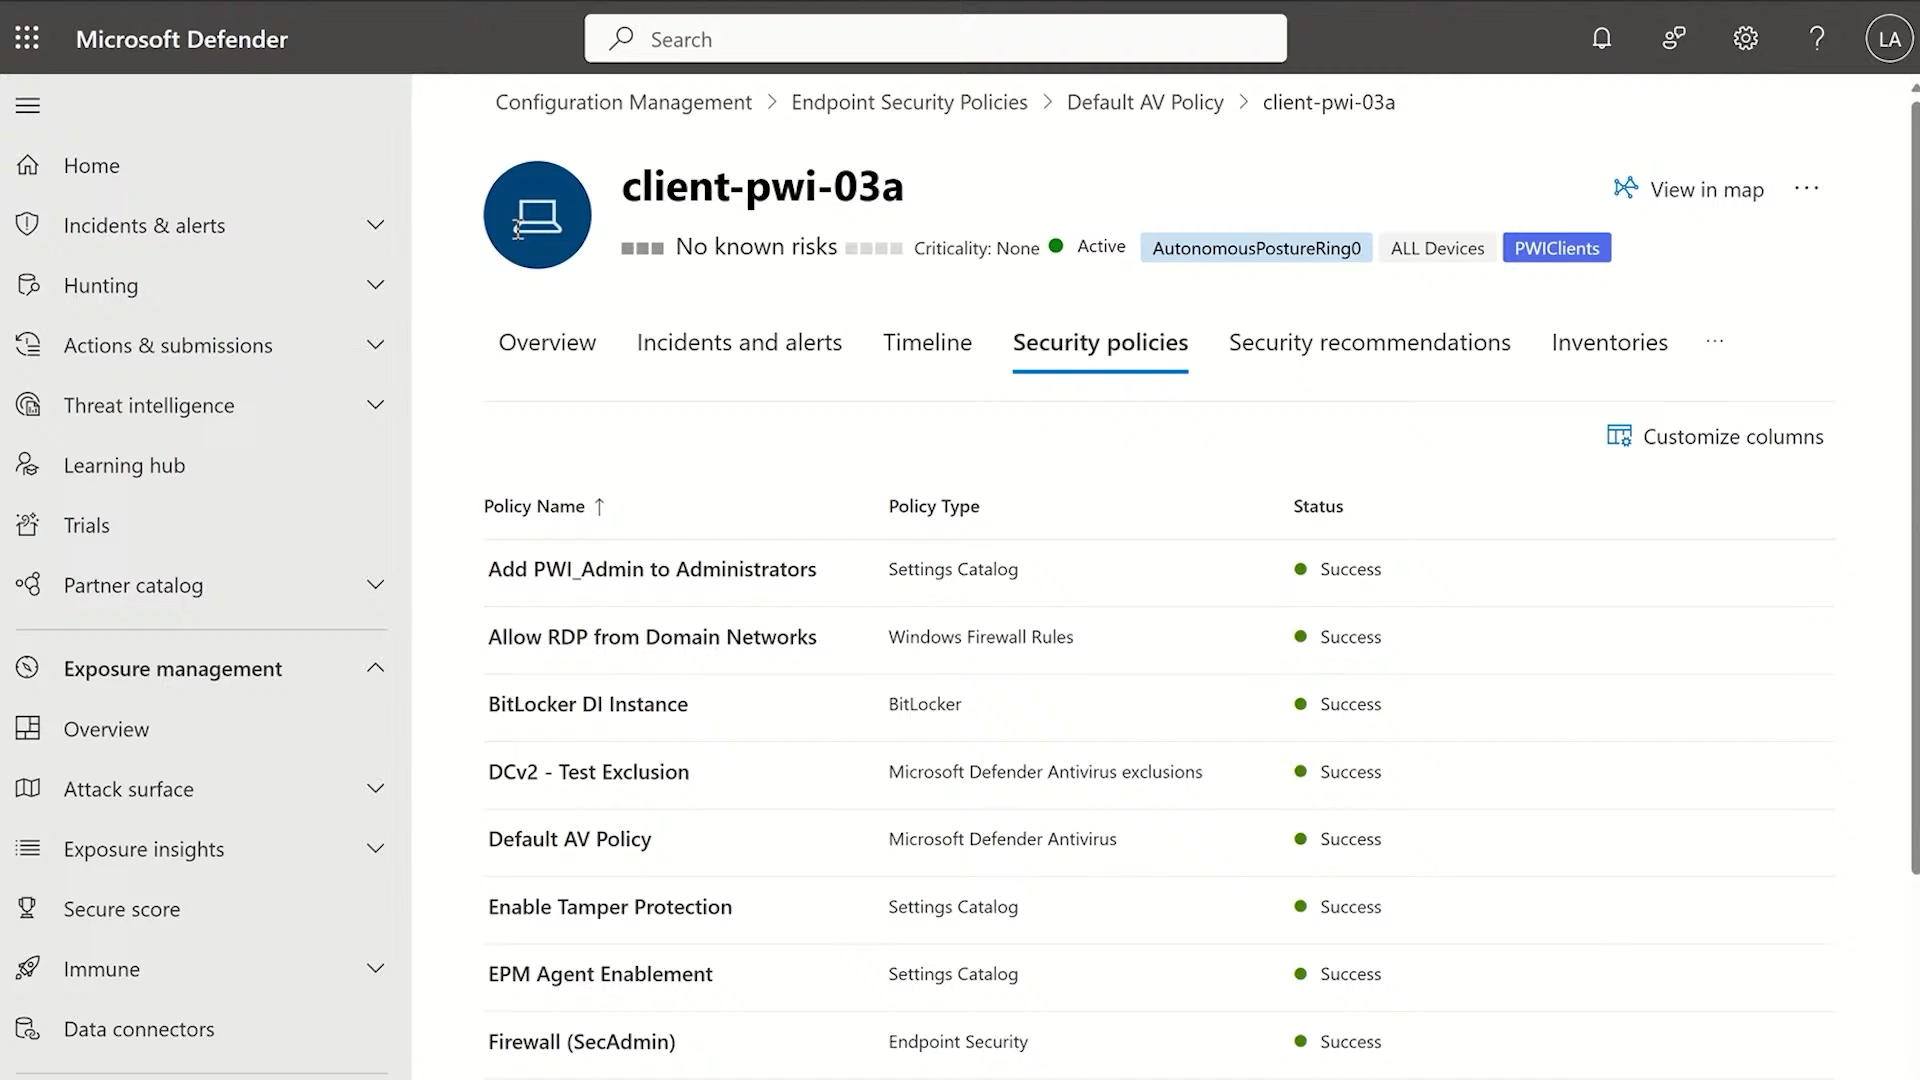 Microsoft Defender
Search
LA
Configuration Management > Endpoint Security Policies > Default AV Policy > client-pwi-03a
client-pwi-03a
View in map
No known risks Criticality: None Active AutonomousPostureRing0 ALL Devices PWIClients
Overview Incidents and alerts Timeline Security policies Security recommendations Inventories ...
Customize columns
Policy Name ↑ Policy Type Status
Add PWI_Admin to Administrators Settings Catalog Success
Allow RDP from Domain Networks Windows Firewall Rules Success
BitLocker DI Instance BitLocker Success
DCv2 - Test Exclusion Microsoft Defender Antivirus exclusions Success
Default AV Policy Microsoft Defender Antivirus Success
Enable Tamper Protection Settings Catalog Success
EPM Agent Enablement Settings Catalog Success
Firewall (SecAdmin) Endpoint Security Success
Home
Incidents & alerts
Hunting
Actions & submissions
Threat intelligence
Learning hub
Trials
Partner catalog
Exposure management
Overview
Attack surface
Exposure insights
Secure score
Immune
Data connectors